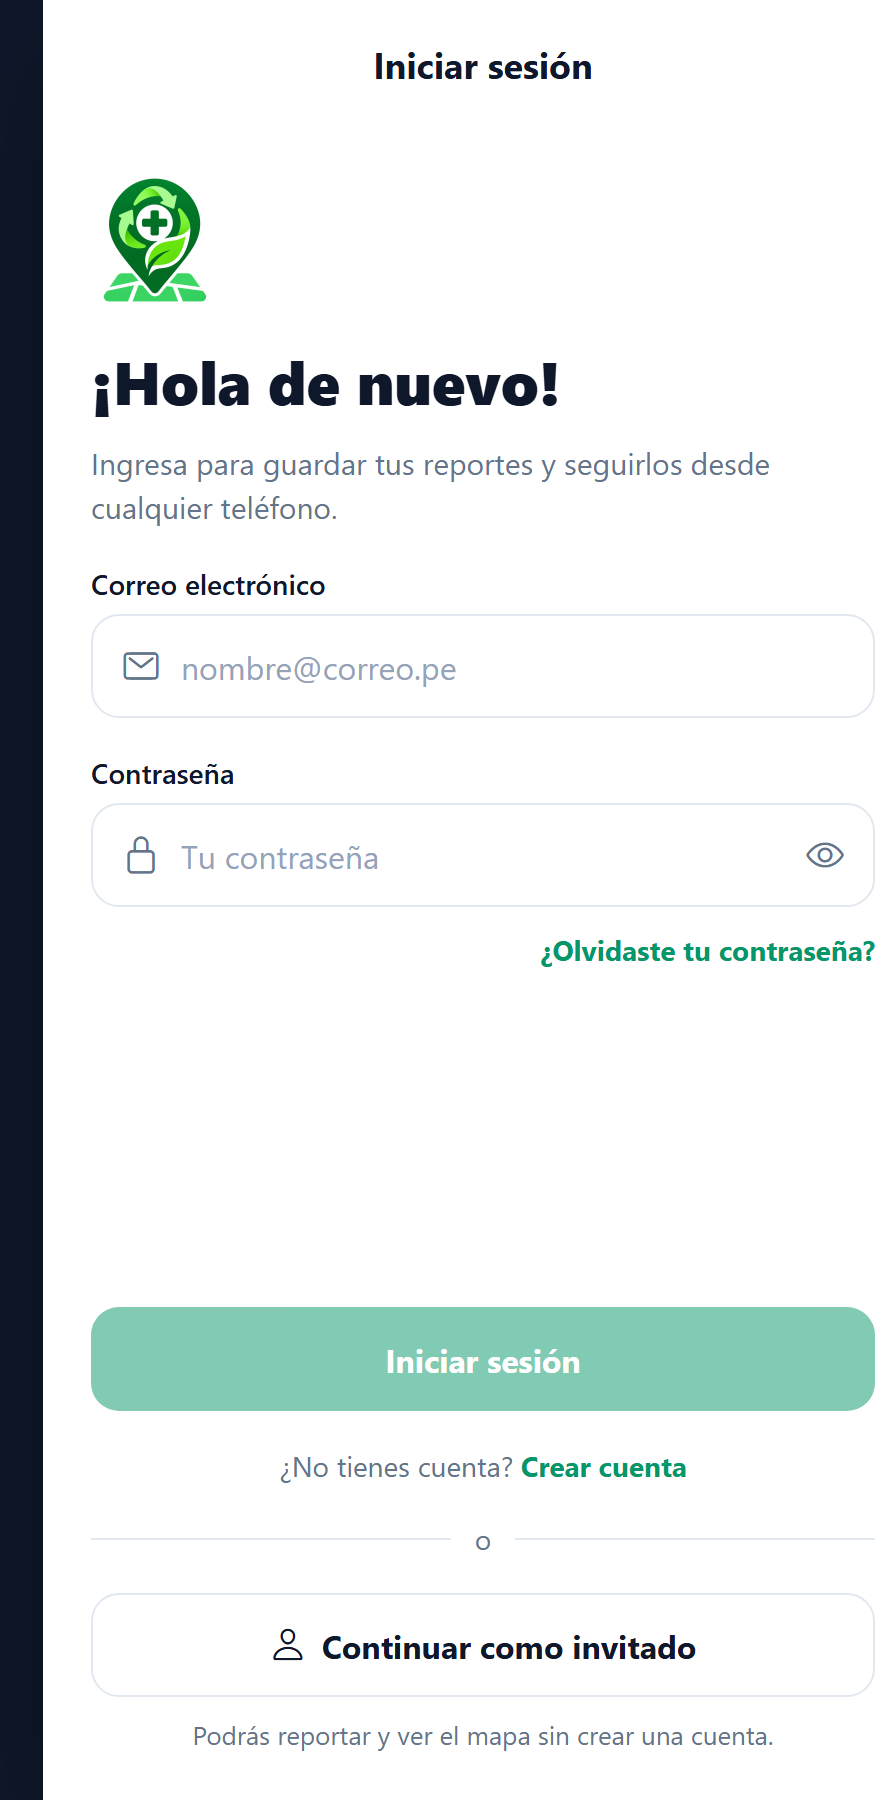 Iniciar sesión
¡Hola de nuevo!
Ingresa para guardar tus reportes y seguirlos desde
cualquier teléfono.
Correo electrónico
nombre@correo.pe
Contraseña
Tu contraseña
¿Olvidaste tu contraseña?
Iniciar sesión
¿No tienes cuenta? Crear cuenta
o
Continuar como invitado
Podrás reportar y ver el mapa sin crear una cuenta.